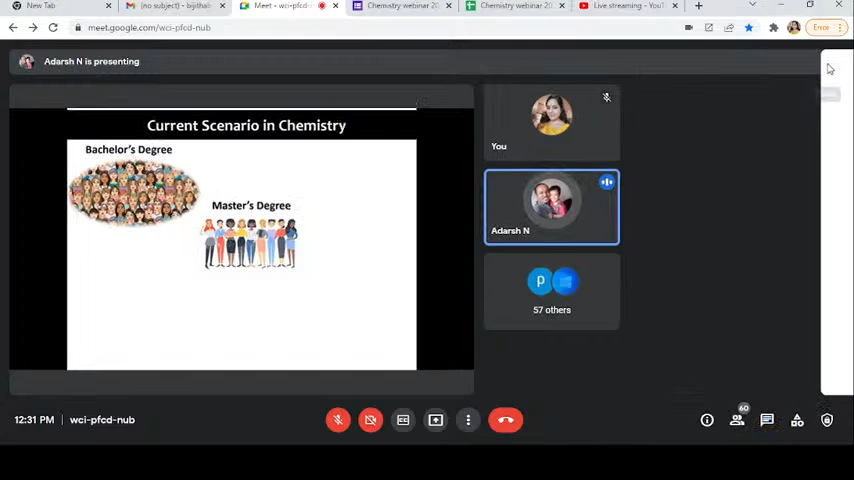 New Tab
(no subject) - bijithal
Meet - wci-pfcd-
Chemistry webinar 20
Chemistry webinar 20
Live streaming - YouT
meet.google.com/wci-pfcd-nub
Error
Adarsh N is presenting
Current Scenario in Chemistry
Bachelor's Degree
Master's Degree
You
Adarsh N
P
57 others
12:31 PM | wci-pfcd-nub
60